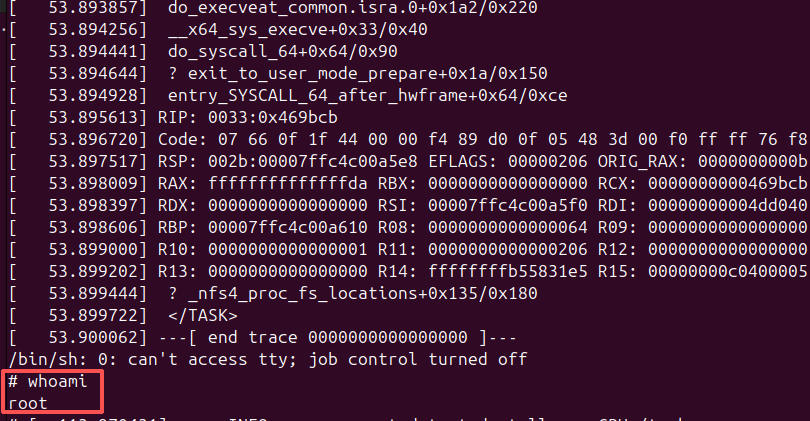 [   53.893857]  do_execveat_common.isra.0+0x1a2/0x220
[   53.894256]  __x64_sys_execve+0x33/0x40
[   53.894441]  do_syscall_64+0x64/0x90
[   53.894644]  ? exit_to_user_mode_prepare+0x1a/0x150
[   53.894928]  entry_SYSCALL_64_after_hwframe+0x64/0xce
[   53.895613] RIP: 0033:0x469bcb
[   53.896720] Code: 07 66 0f 1f 44 00 00 f4 89 d0 0f 05 48 3d 00 f0 ff ff 76 f8
[   53.897517] RSP: 002b:00007ffc4c00a5e8 EFLAGS: 00000206 ORIG_RAX: 0000000000b
[   53.898009] RAX: ffffffffffffffda RBX: 0000000000000000 RCX: 0000000000469bcb
[   53.898397] RDX: 0000000000000000 RSI: 00007ffc4c00a5f0 RDI: 00000000004dd040
[   53.898606] RBP: 00007ffc4c00a610 R08: 0000000000000064 R09: 0000000000000000
[   53.899000] R10: 0000000000000001 R11: 0000000000000206 R12: 0000000000000000
[   53.899202] R13: 0000000000000000 R14: ffffffffb55831e5 R15: 00000000c0400005
[   53.899444]  ? _nfs4_proc_fs_locations+0x135/0x180
[   53.899722]  </TASK>
[   53.900062] ---[ end trace 0000000000000000 ]---
/bin/sh: 0: can't access tty; job control turned off
# whoami
root